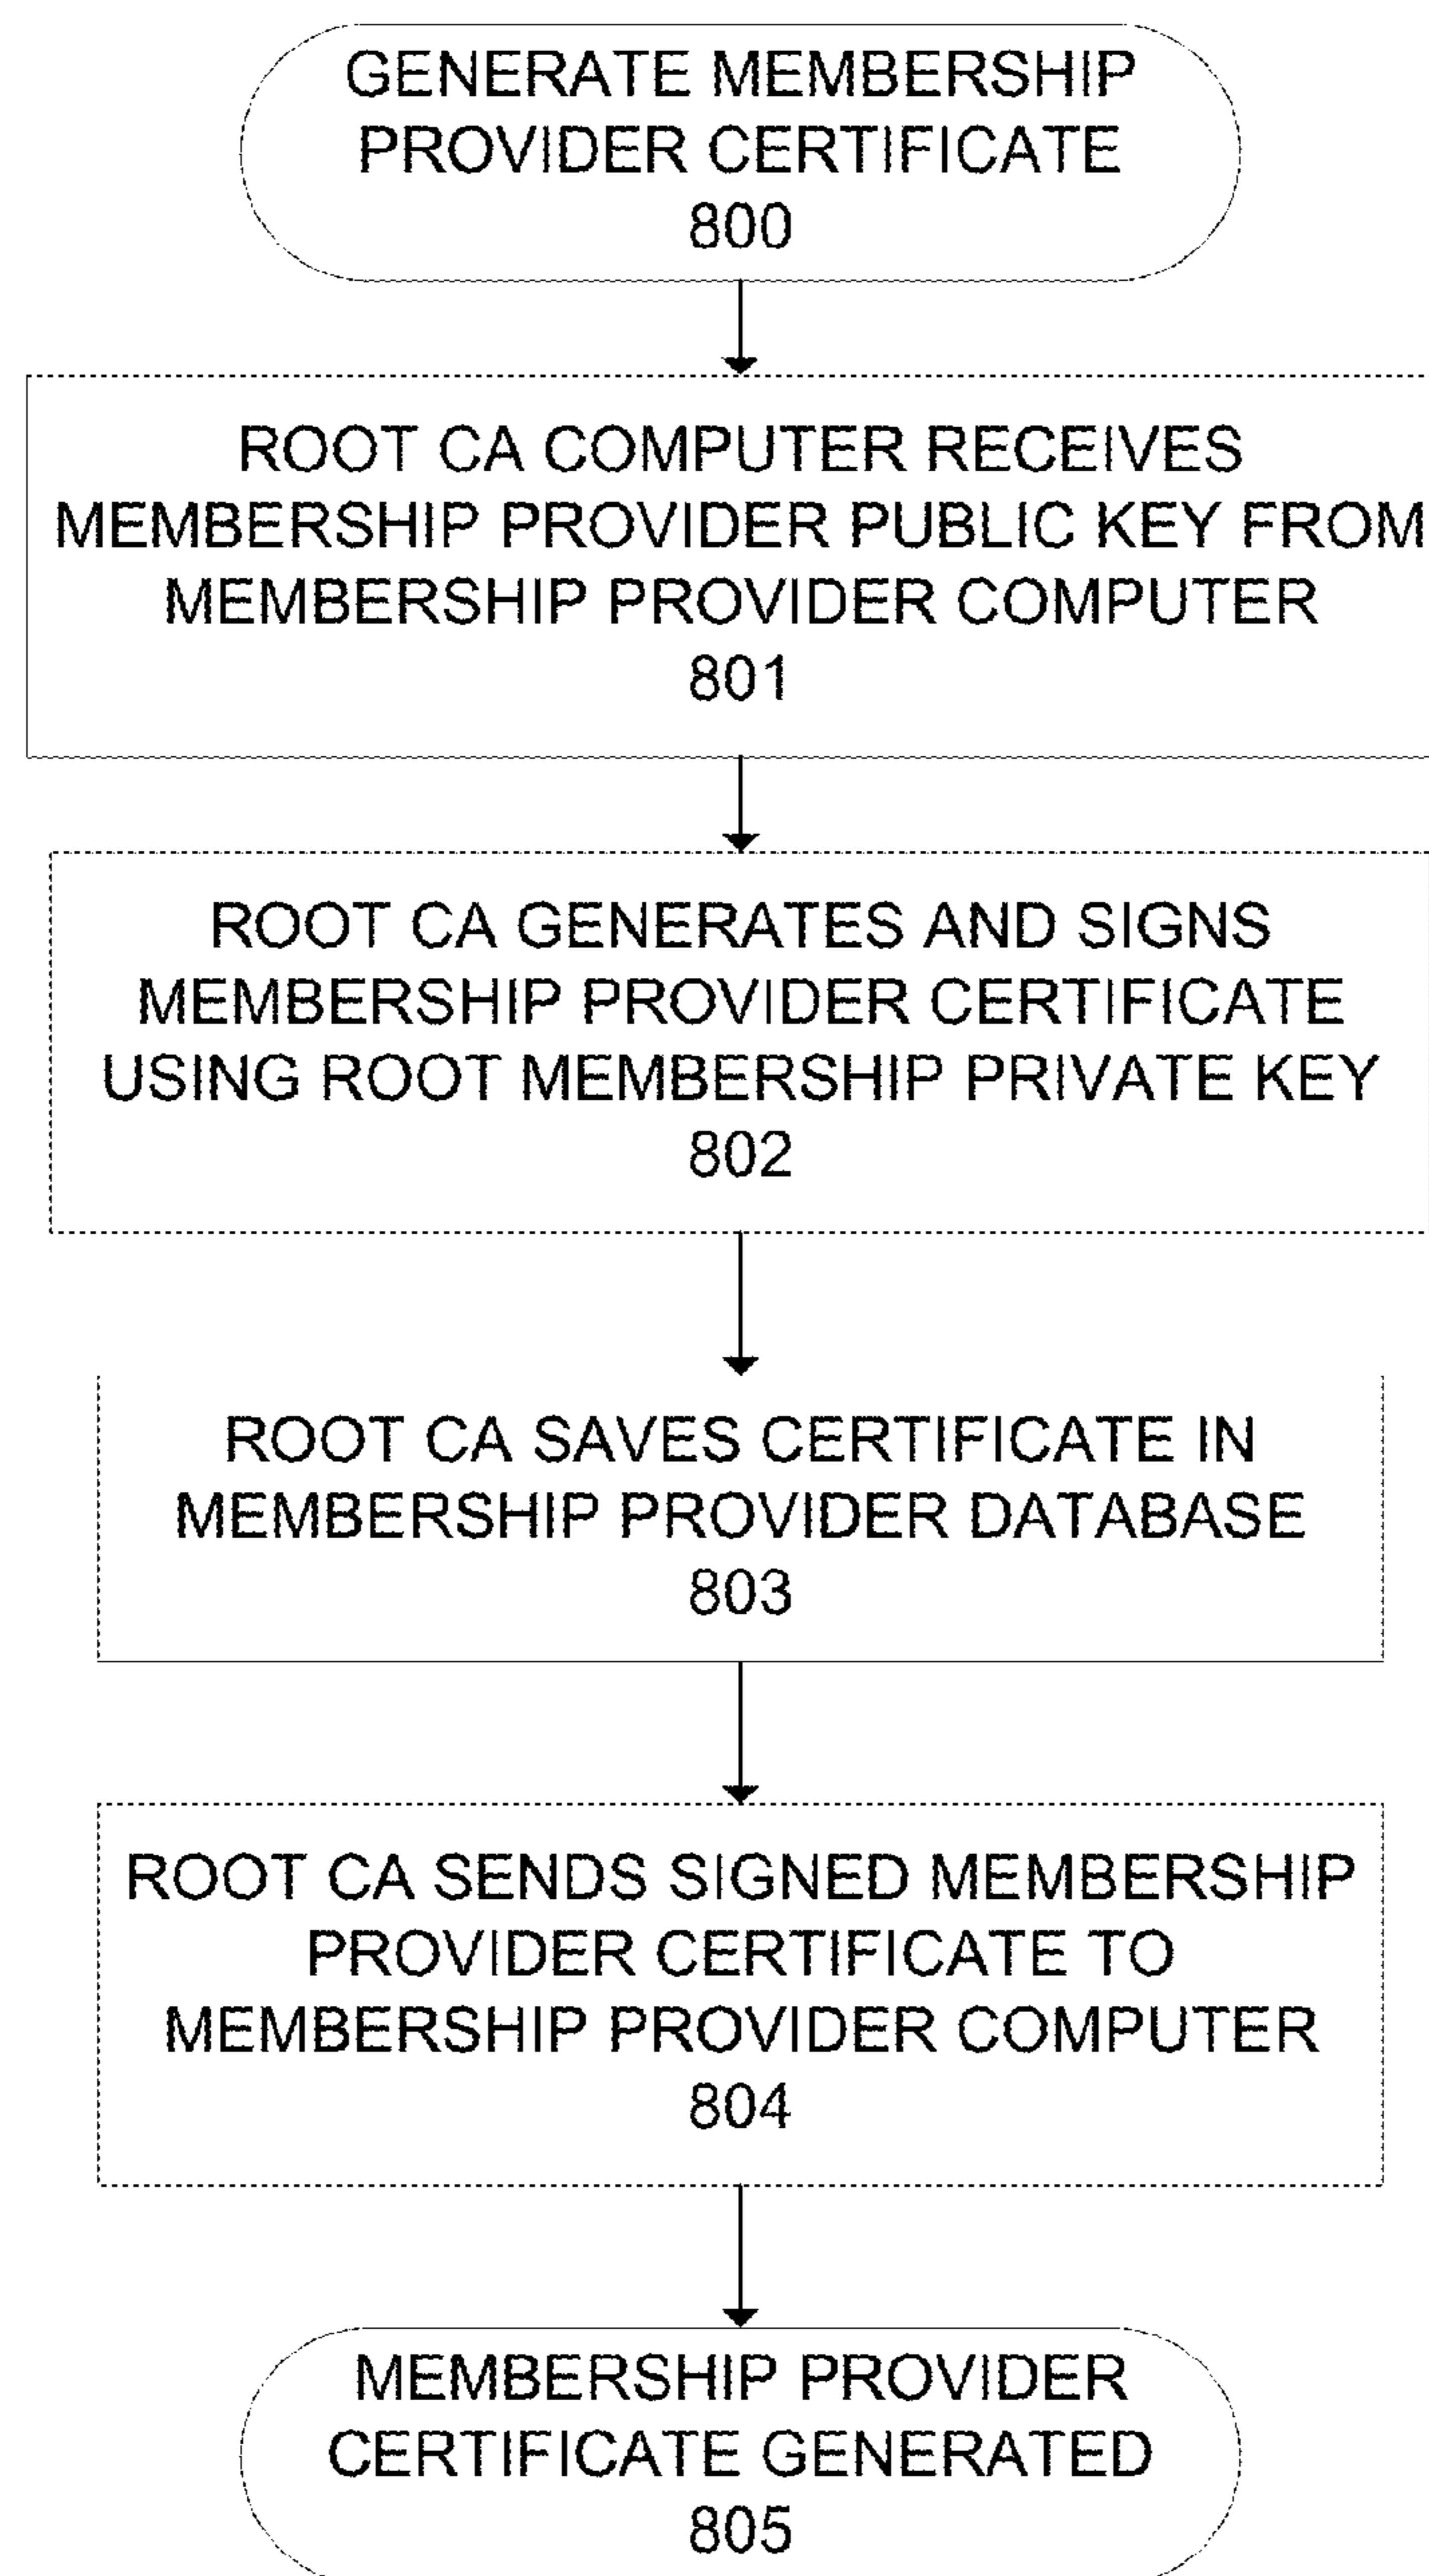 GENERATE MEMBERSHIP
PROVIDER CERTIFICATE
800
ROOT CA COMPUTER RECEIVES
MEMBERSHIP PROVIDER PUBLIC KEY FROM
MEMBERSHIP PROVIDER COMPUTER
801
ROOT CA GENERATES AND SIGNS
MEMBERSHIP PROVIDER CERTIFICATE
USING ROOT MEMBERSHIP PRIVATE KEY
802
ROOT CA SAVES CERTIFICATE IN
MEMBERSHIP PROVIDER DATABASE
803
ROOT CA SENDS SIGNED MEMBERSHIP
PROVIDER CERTIFICATE TO
MEMBERSHIP PROVIDER COMPUTER
804
MEMBERSHIP PROVIDER
CERTIFICATE GENERATED
805